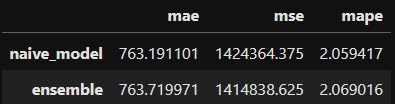 mae mse mape
naive_model 763.191101 1424364.375 2.059417
ensemble 763.719971 1414838.625 2.069016